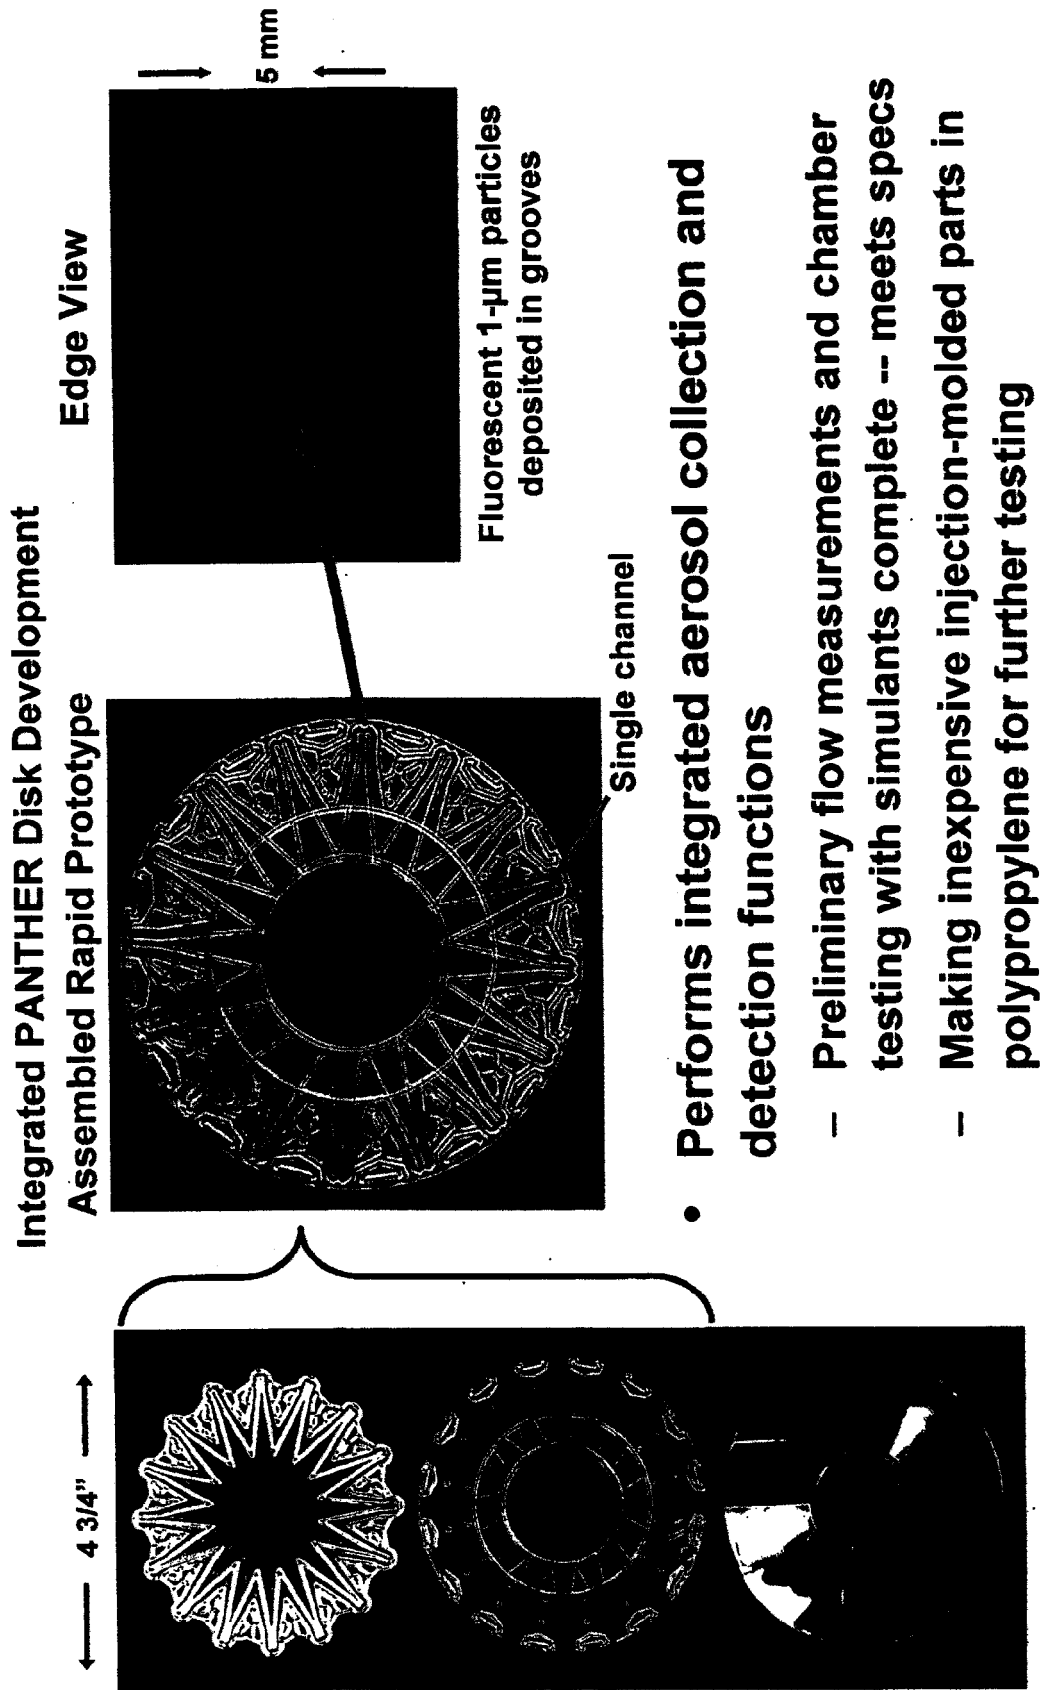 Integrated PANTHER Disk Development
Assembled Rapid Prototype
Edge View
4 3/4”
5 mm
Fluorescent 1-µm particles
deposited in grooves
Single channel
• Performs integrated aerosol collection and
detection functions
– Preliminary flow measurements and chamber
testing with simulants complete -- meets specs
– Making inexpensive injection-molded parts in
polypropylene for further testing